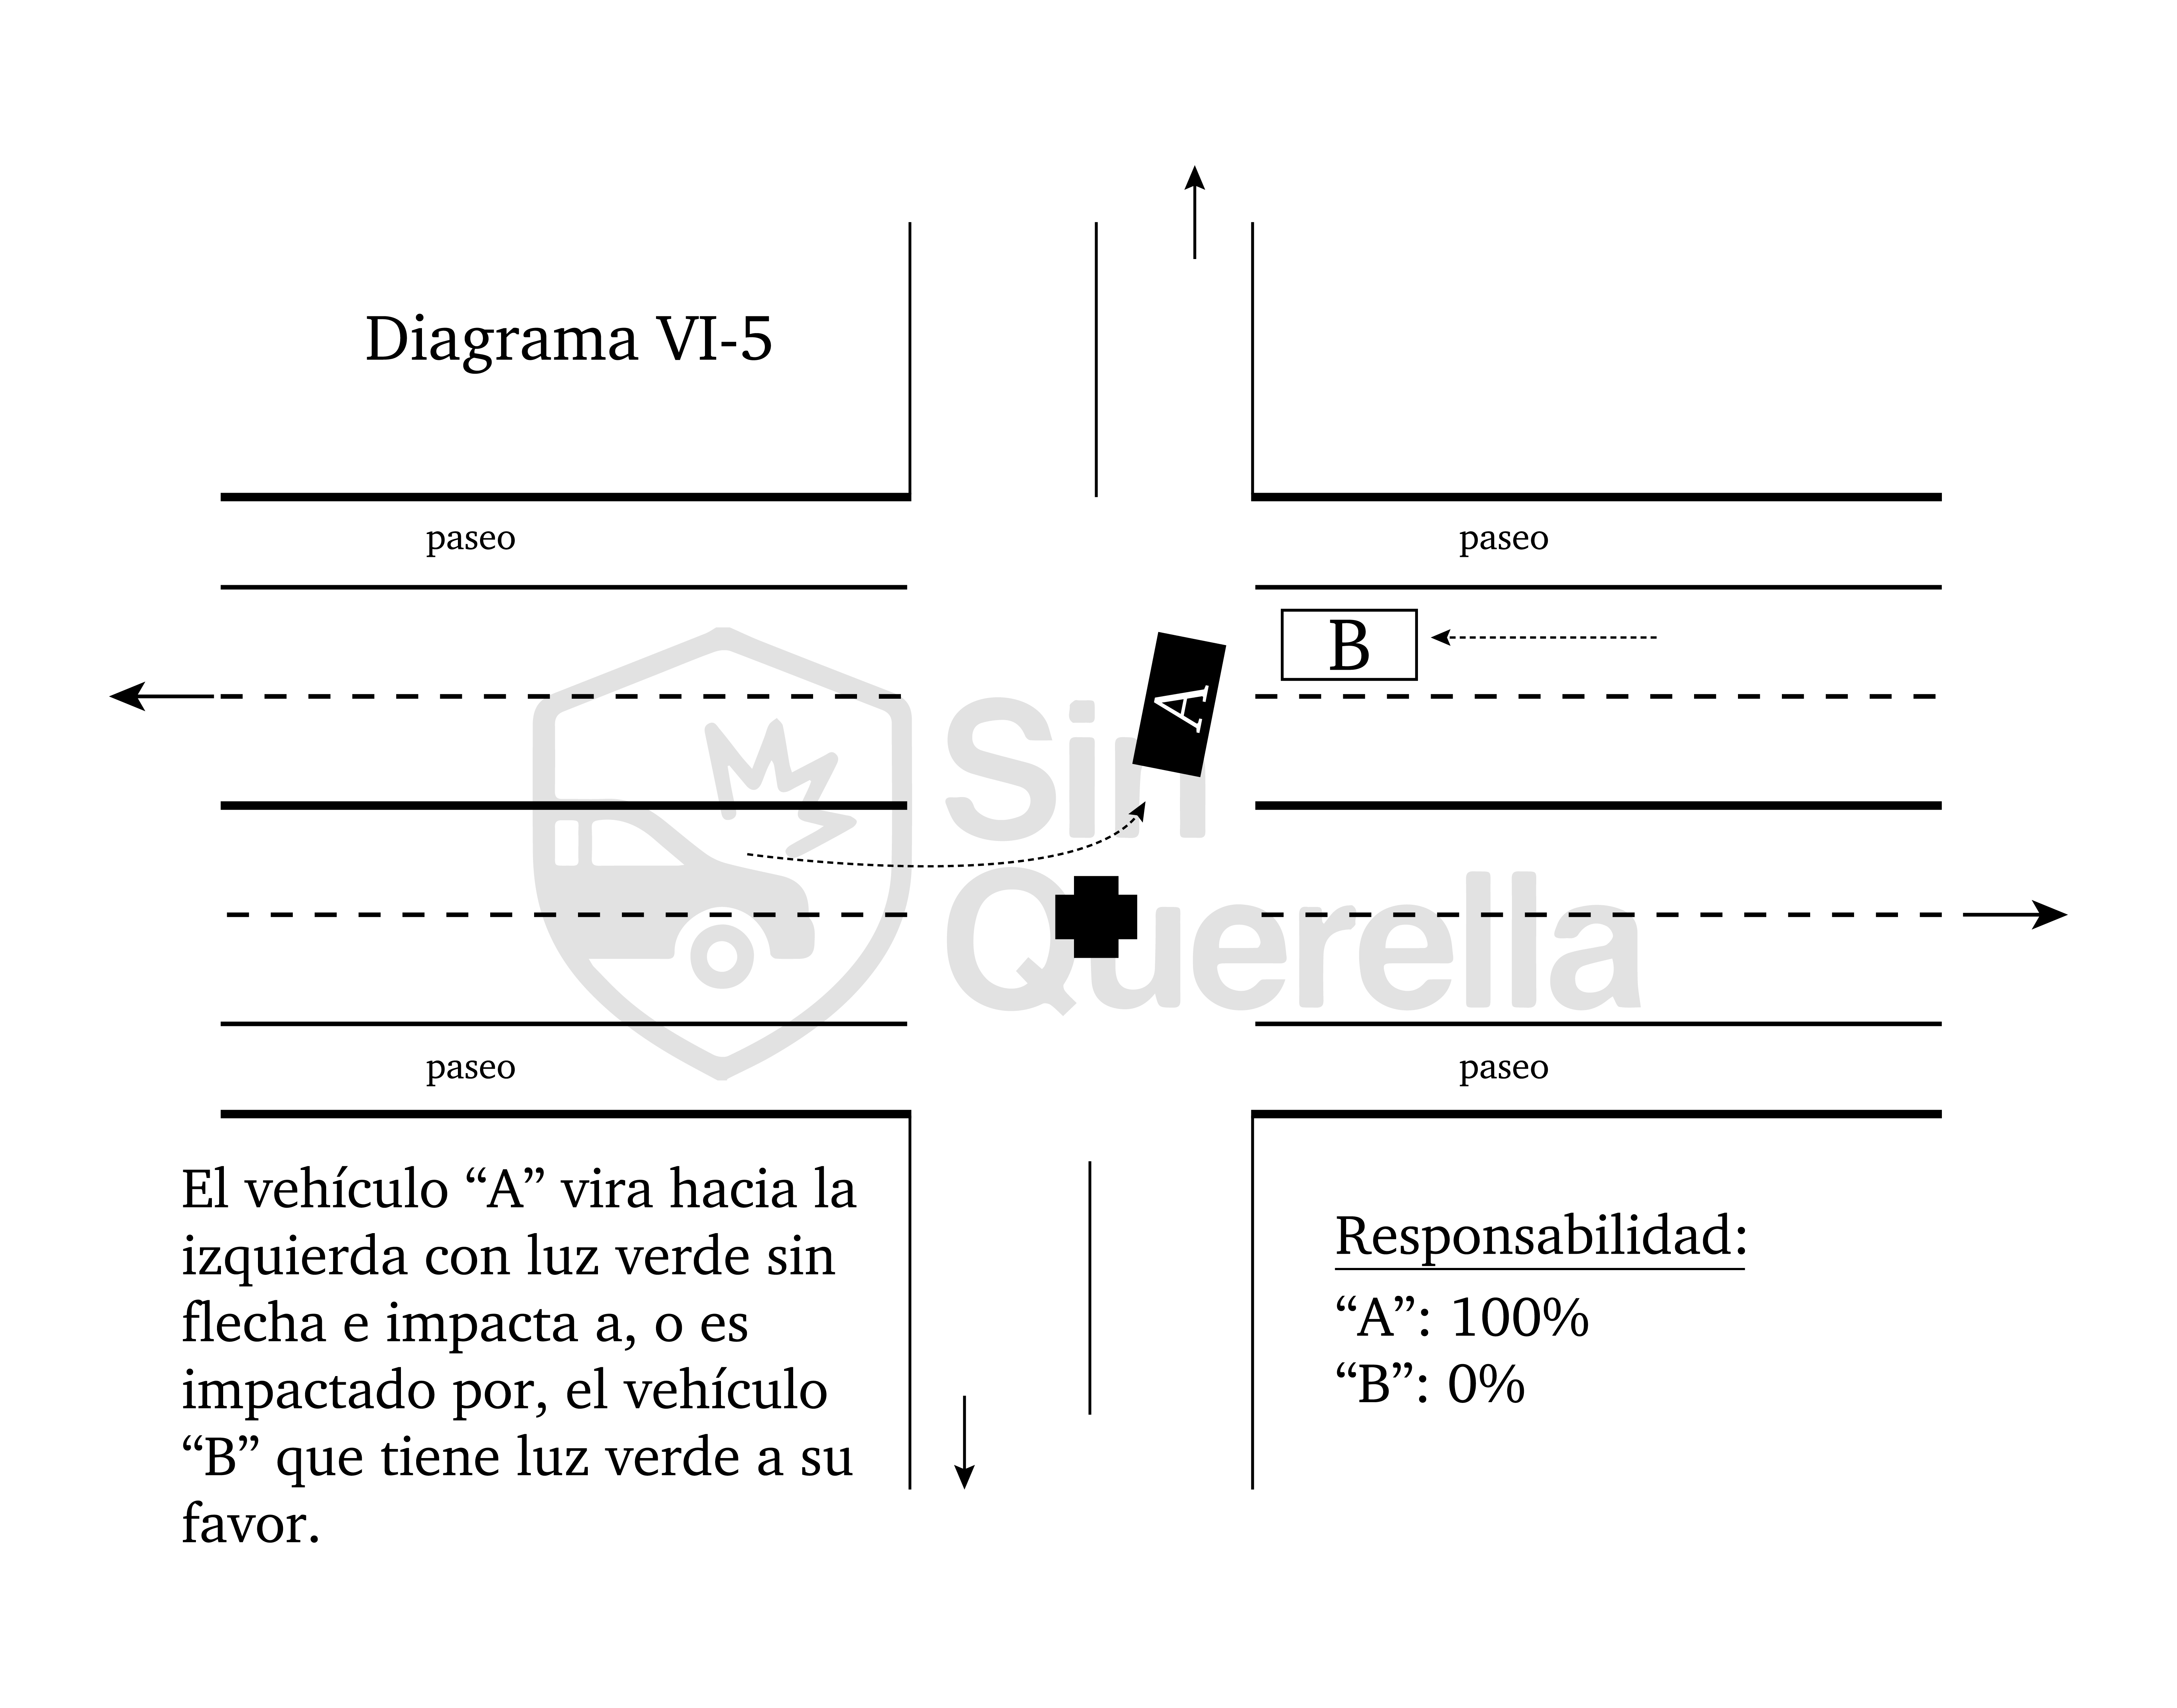 Diagrama VI-5
paseo
paseo
B
A
Sin
Querella
paseo
paseo
El vehículo “A” vira hacia la
izquierda con luz verde sin
flecha e impacta a, o es
impactado por, el vehículo
“B” que tiene luz verde a su
favor.
Responsabilidad:
“A”: 100%
“B”: 0%